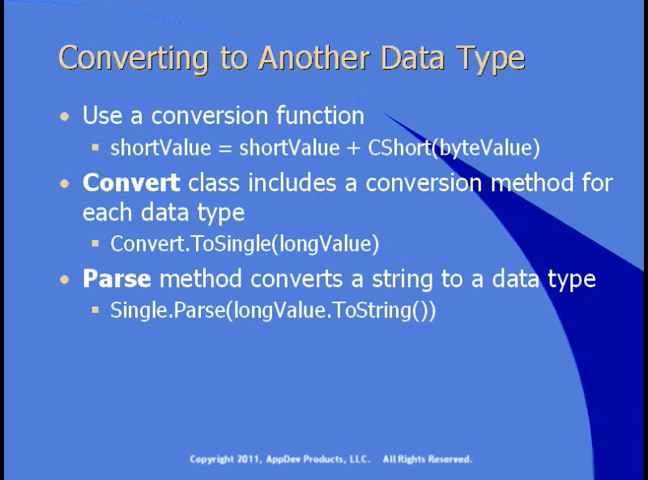 Converting to Another Data Type
• Use a conversion function
▪ shortValue = shortValue + CShort(byteValue)
• Convert class includes a conversion method for
each data type
▪ Convert.ToSingle(longValue)
• Parse method converts a string to a data type
▪ Single.Parse(longValue.ToString())
Copyright 2011, AppDev Products, LLC. All Rights Reserved.